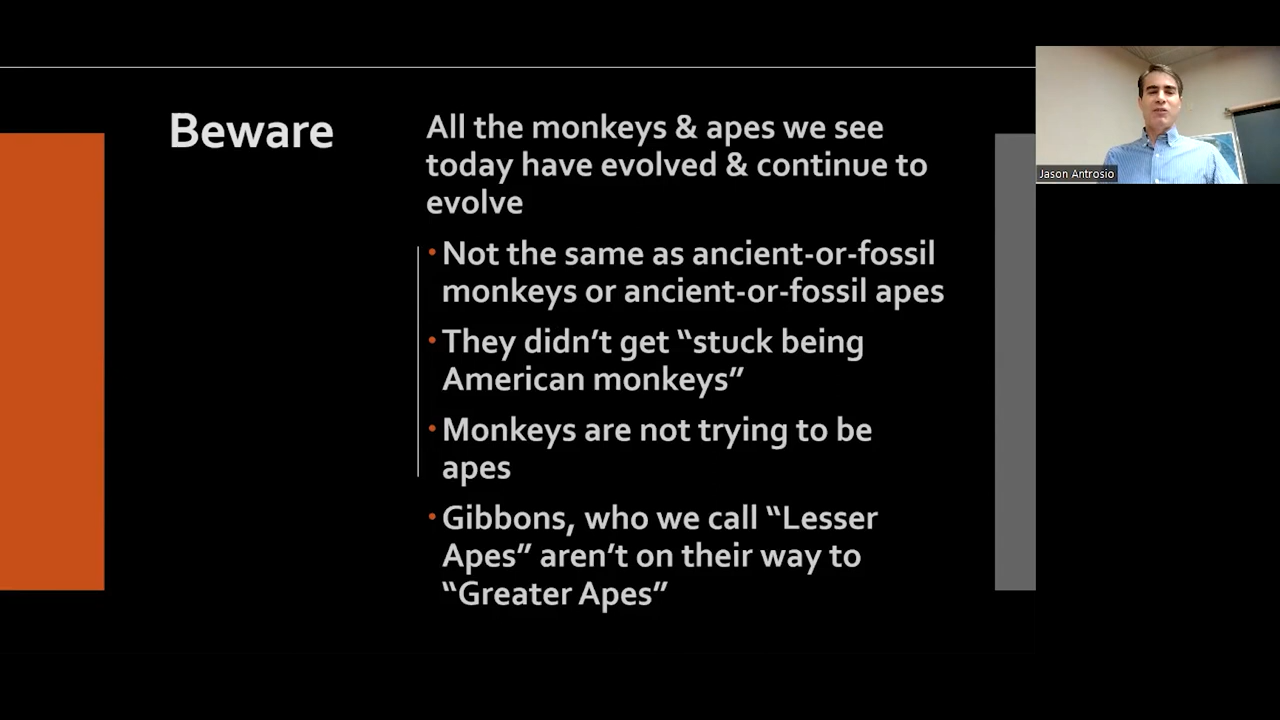 Beware
All the monkeys & apes we see
today have evolved & continue to
evolve
• Not the same as ancient-or-fossil
monkeys or ancient-or-fossil apes
• They didn’t get “stuck being
American monkeys”
• Monkeys are not trying to be
apes
• Gibbons, who we call “Lesser
Apes” aren’t on their way to
“Greater Apes”
Jason Antrosio